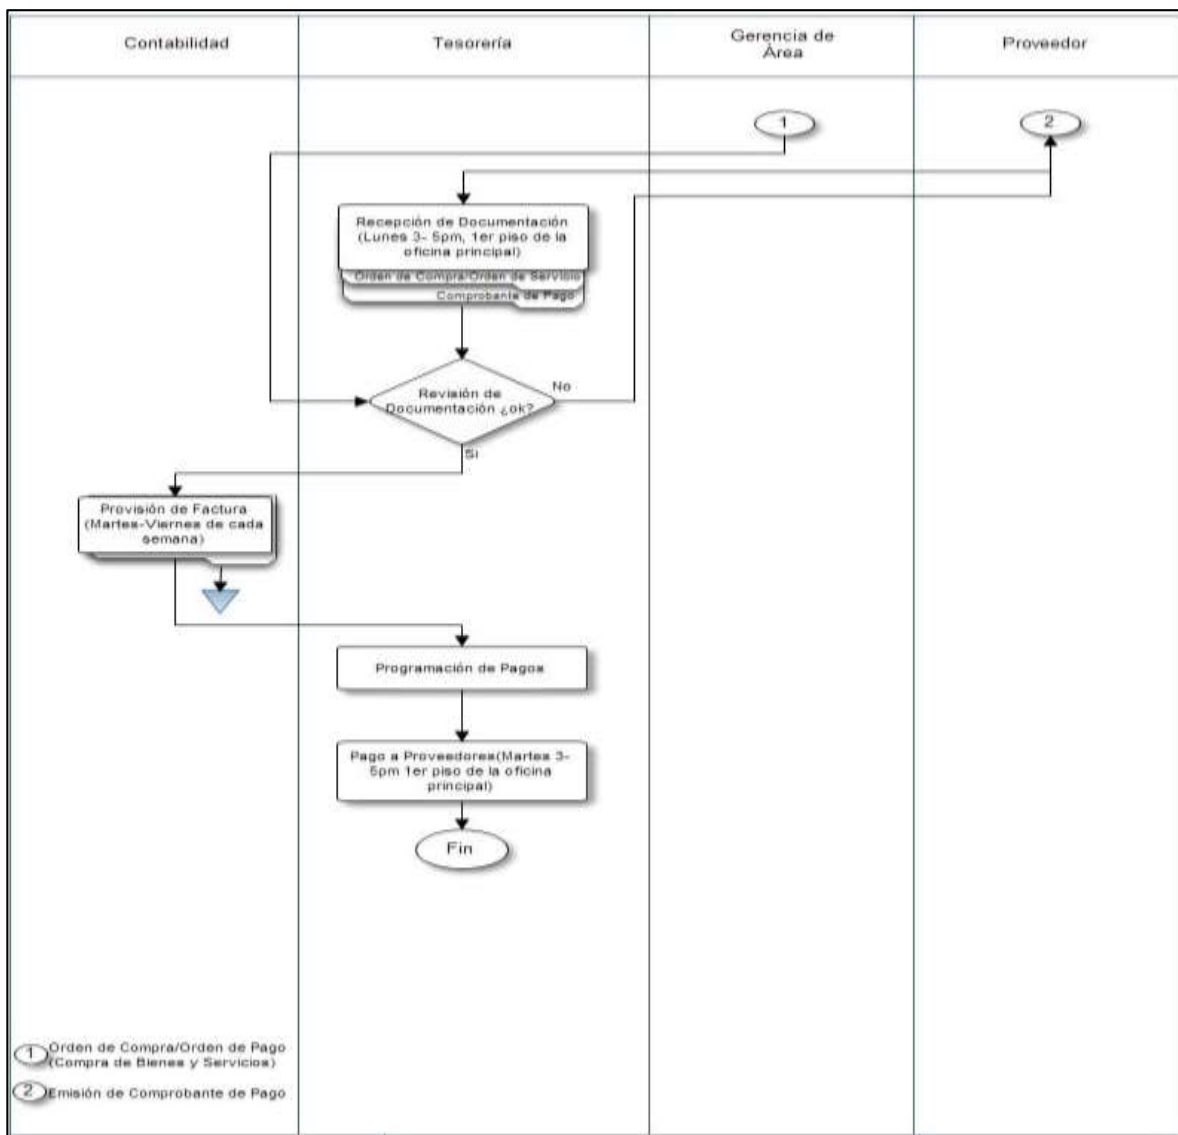 Contabilidad
Tesorería
Gerencia de
Área
Proveedor
1
2
Recepción de Documentación
(Lunes 3- 5pm, 1er piso de la
oficina principal)
Orden de Compra/Orden de Servicio
Comprobante de Pago
Revisión de
Documentación ¿ok?
No
Si
Provisión de Factura
(Martes-Viernes de cada
semana)
Programación de Pagos
Pago a Proveedores(Martes 3-
5pm 1er piso de la oficina
principal)
Fin
1 Orden de Compra/Orden de Pago
(Compra de Bienes y Servicios)
2 Emisión de Comprobante de Pago